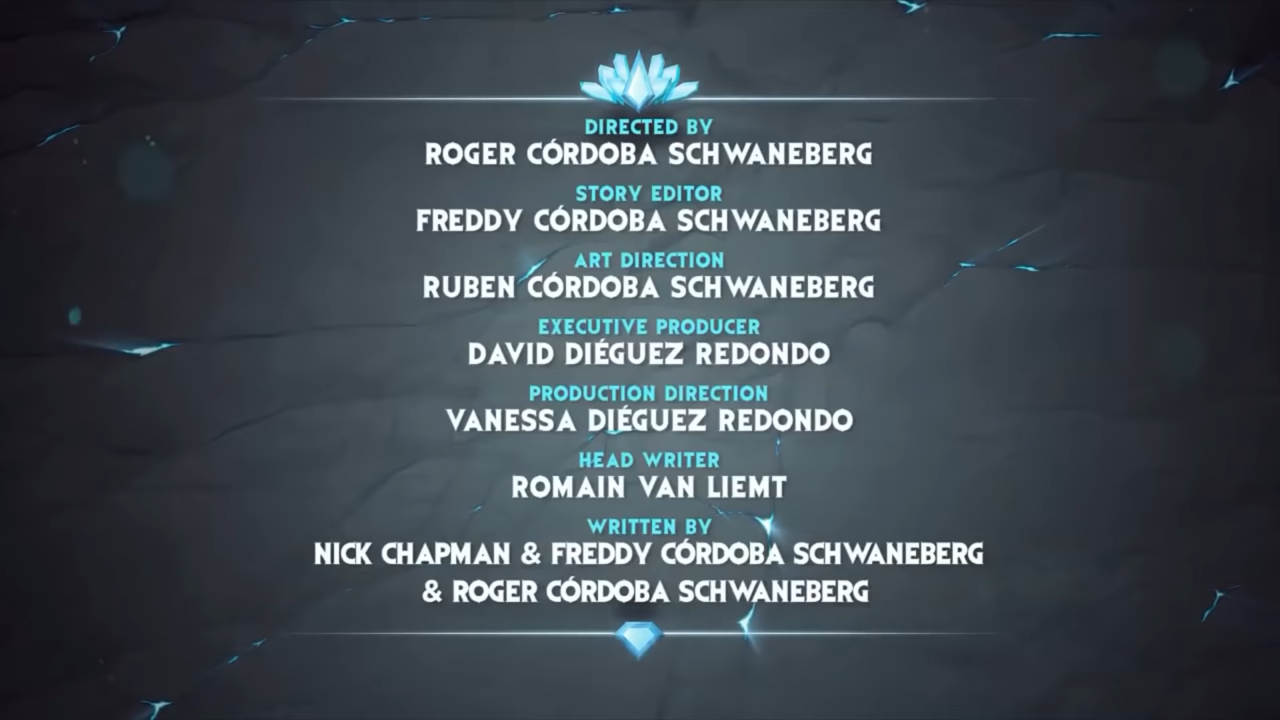 DIRECTED BY
ROGER CÓRDOBA SCHWANEBERG
STORY EDITOR
FREDDY CÓRDOBA SCHWANEBERG
ART DIRECTION
RUBEN CÓRDOBA SCHWANEBERG
EXECUTIVE PRODUCER
DAVID DIÉGUEZ REDONDO
PRODUCTION DIRECTION
VANESSA DIÉGUEZ REDONDO
HEAD WRITER
ROMAIN VAN LIEMT
WRITTEN BY
NICK CHAPMAN & FREDDY CÓRDOBA SCHWANEBERG
& ROGER CÓRDOBA SCHWANEBERG